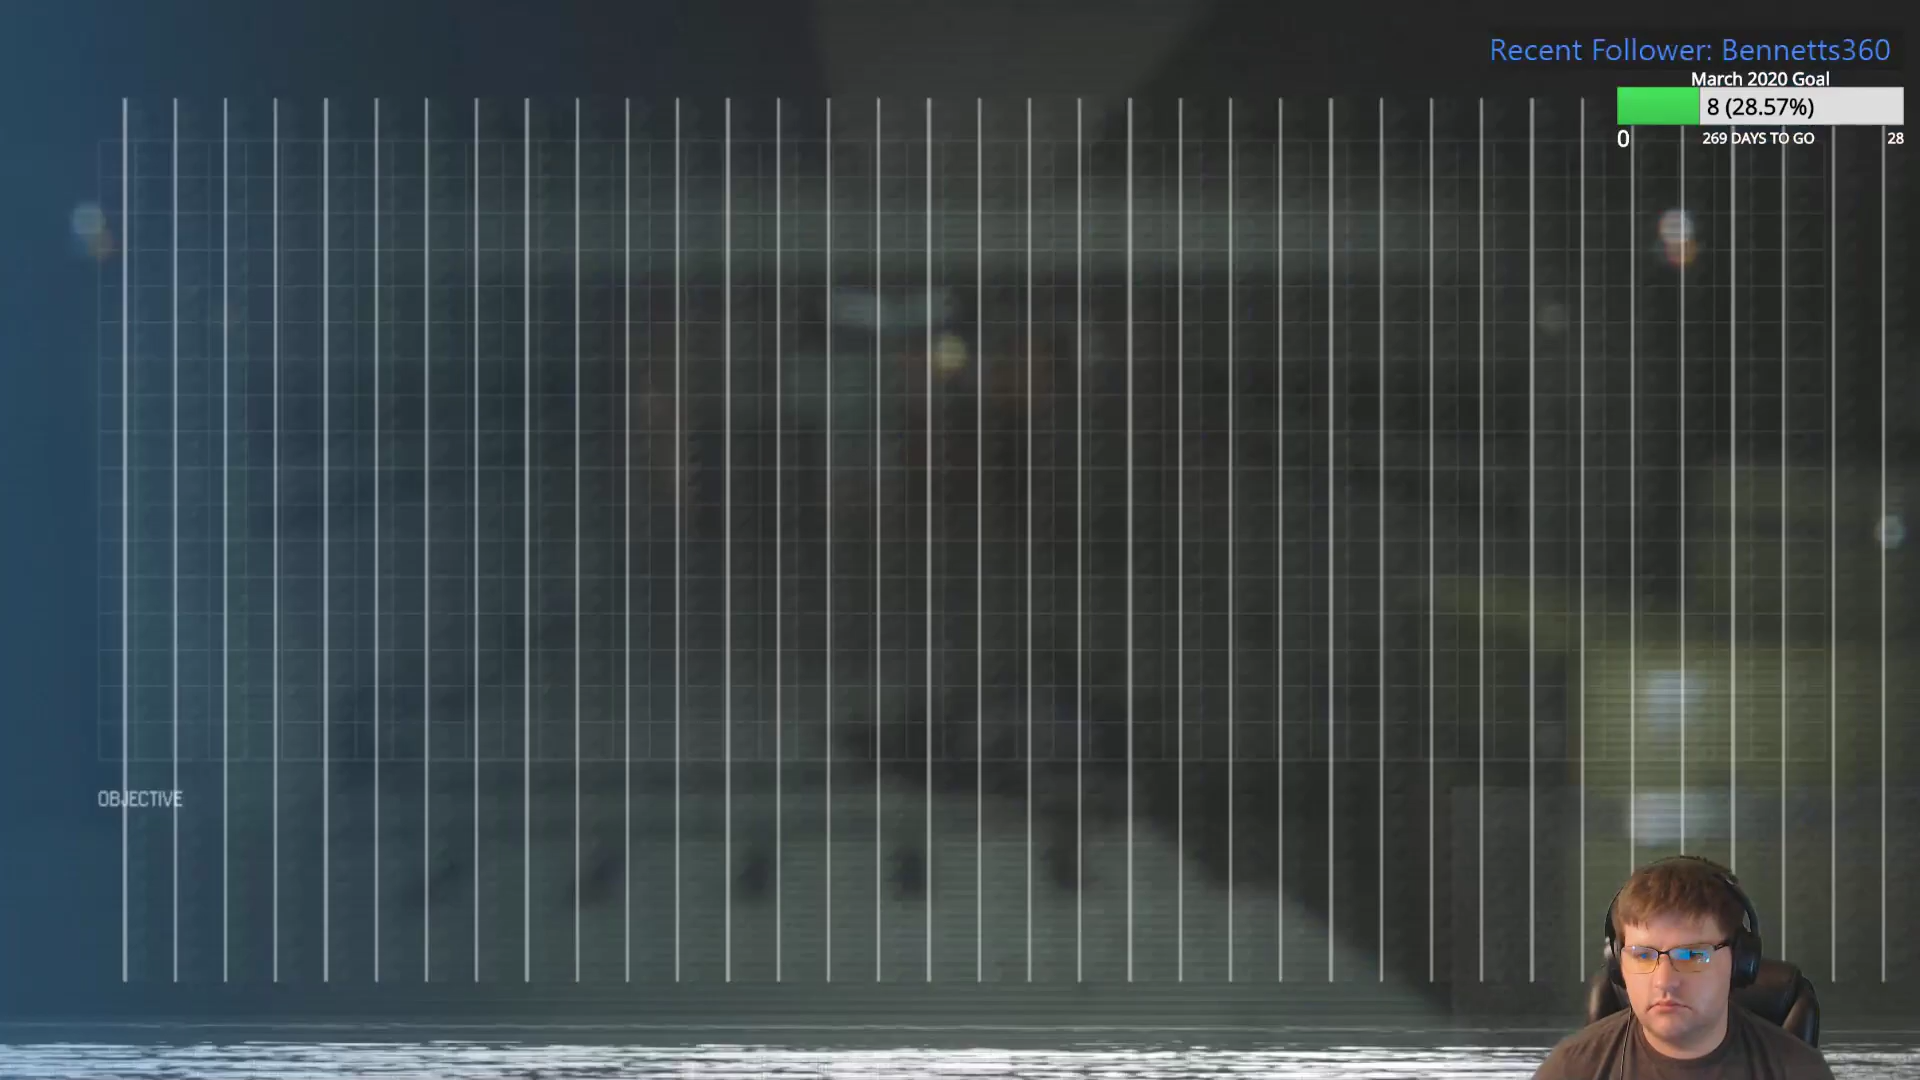 Recent Follower: Bennetts360
March 2020 Goal
8 (28.57%)
0 269 DAYS TO GO 28
OBJECTIVE